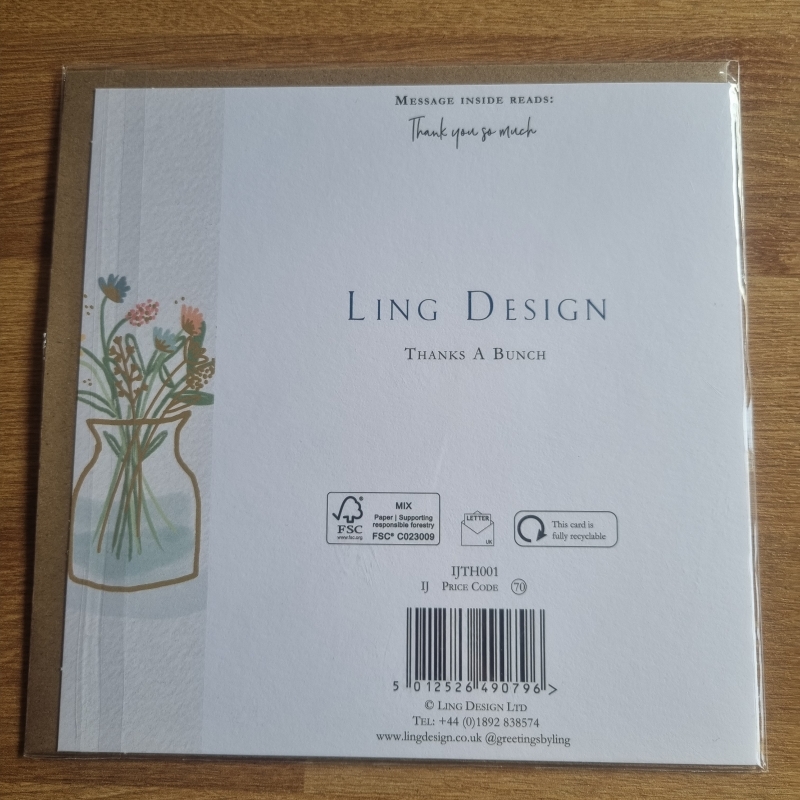 MESSAGE INSIDE READS:
Thank you so much
LING DESIGN
THANKS A BUNCH
FSC
www.fsc.org
MIX
Paper | Supporting
responsible forestry
FSC® C023009
LETTER
UK
This card is
fully recyclable
IJTH001
IJ PRICE CODE 70
5 012526 490796 >
© LING DESIGN LTD
TEL: +44 (0)1892 838574
www.lingdesign.co.uk @greetingsbyling